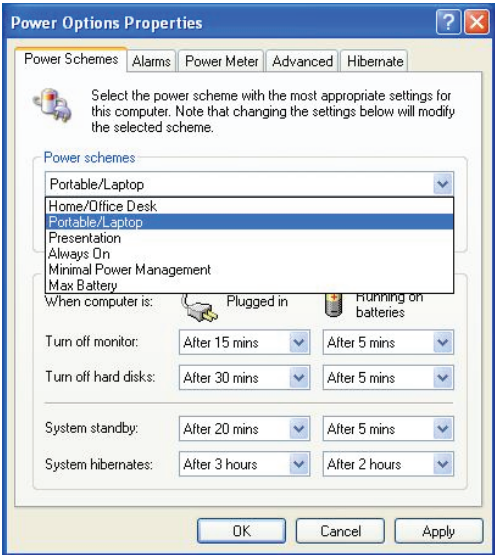 Power Options Properties
Power Schemes Alarms Power Meter Advanced Hibernate
Select the power scheme with the most appropriate settings for
this computer. Note that changing the settings below will modify
the selected scheme.
Power schemes
Portable/Laptop
Home/Office Desk
Portable/Laptop
Presentation
Always On
Minimal Power Management
Max Battery
When computer is: Plugged in Running on
batteries
Turn off monitor: After 15 mins After 5 mins
Turn off hard disks: After 30 mins After 5 mins
System standby: After 20 mins After 5 mins
System hibernates: After 3 hours After 2 hours
OK Cancel Apply